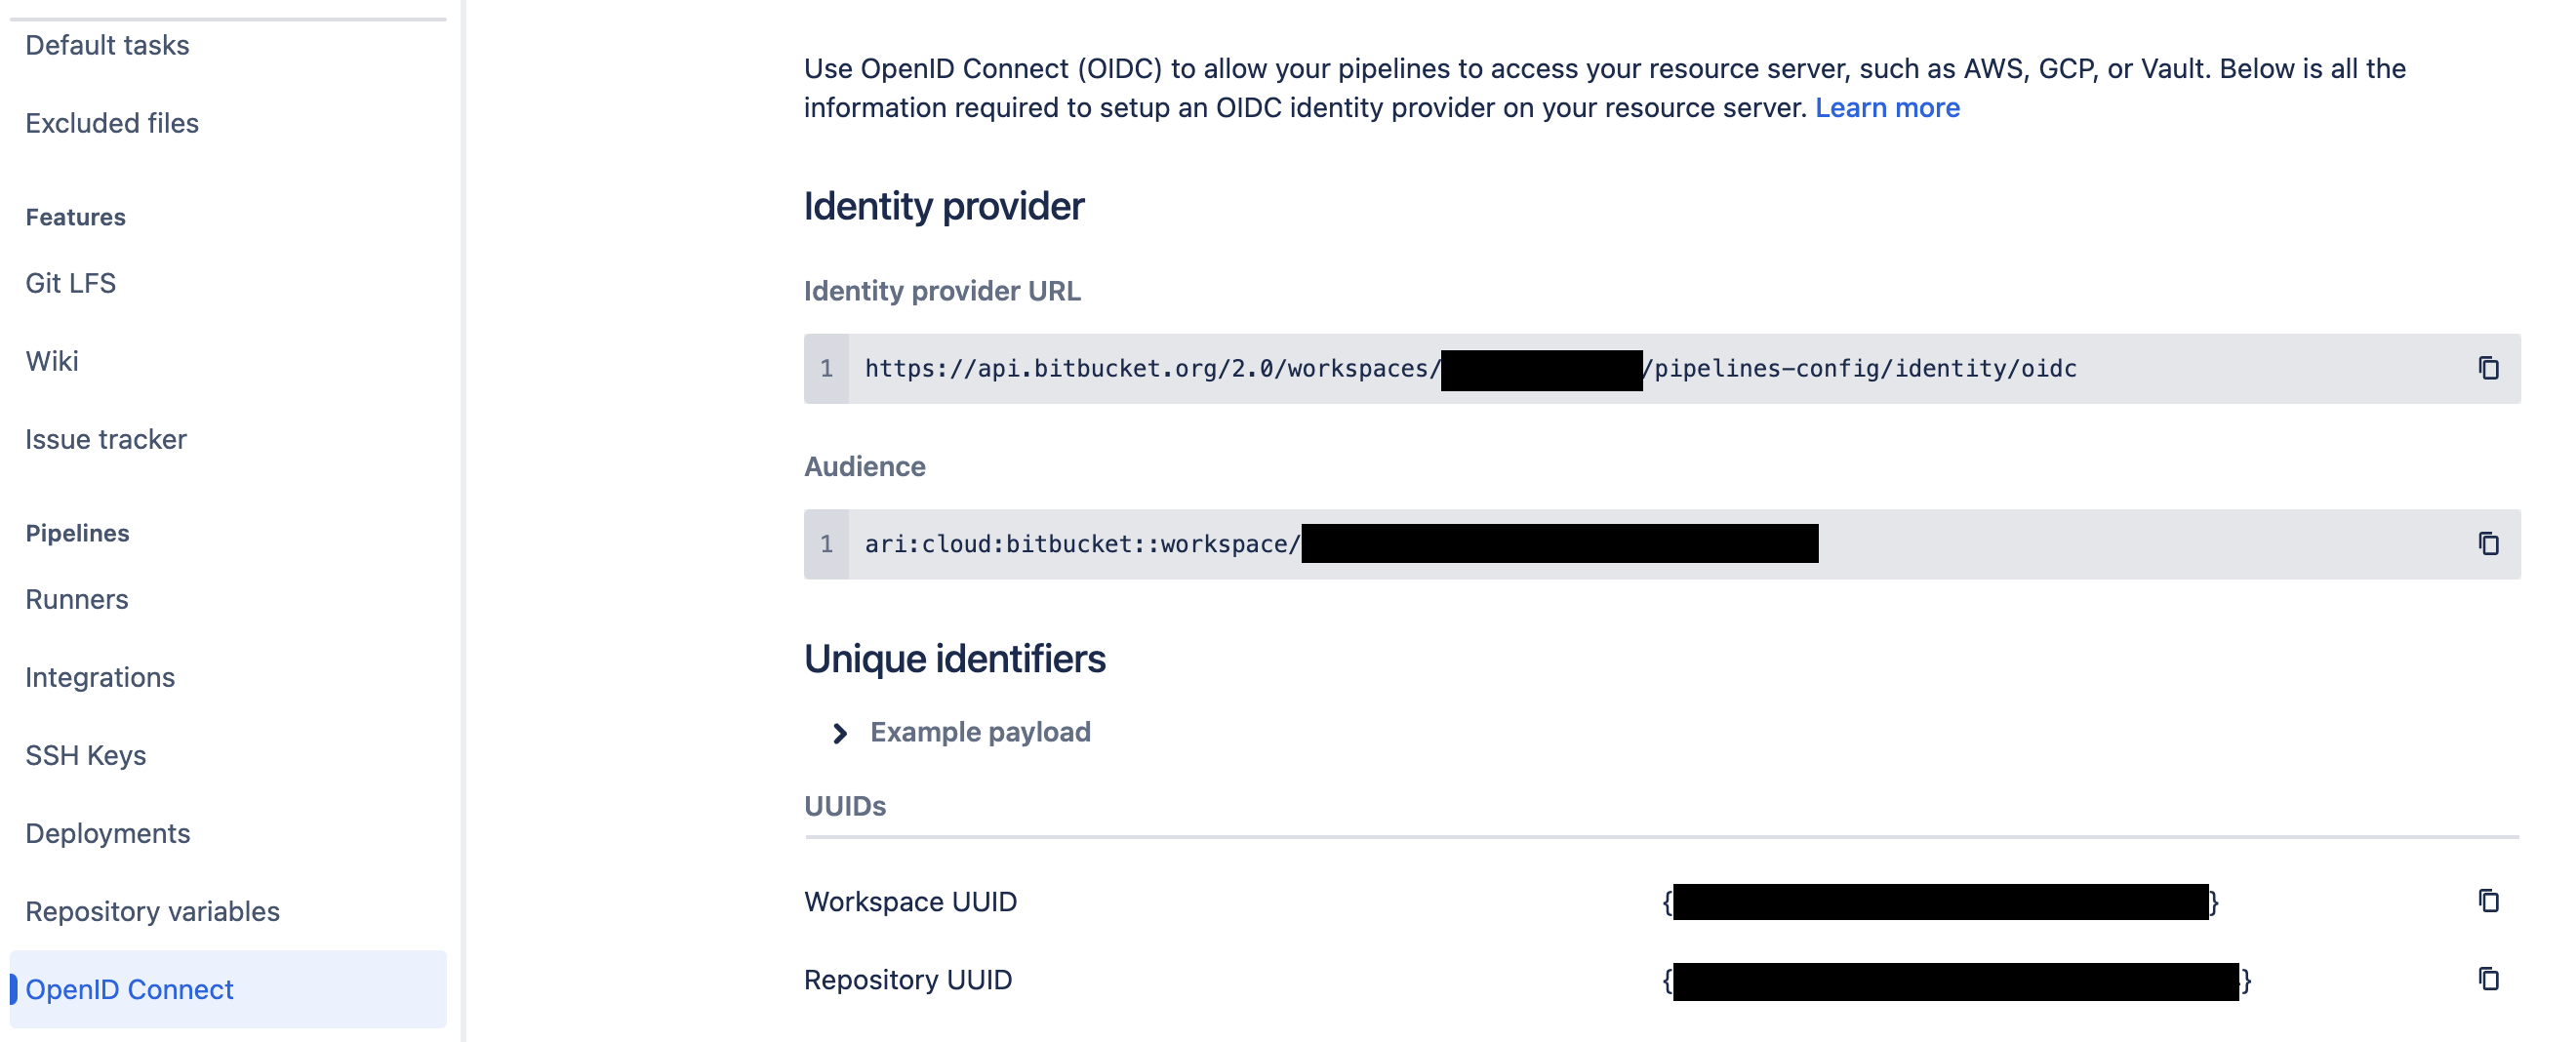 Default tasks
Excluded files
Features
Git LFS
Wiki
Issue tracker
Pipelines
Runners
Integrations
SSH Keys
Deployments
Repository variables
OpenID Connect
Use OpenID Connect (OIDC) to allow your pipelines to access your resource server, such as AWS, GCP, or Vault. Below is all the
information required to setup an OIDC identity provider on your resource server. Learn more
Identity provider
Identity provider URL
1 https://api.bitbucket.org/2.0/workspaces/ /pipelines-config/identity/oidc
Audience
1 ari:cloud:bitbucket::workspace/
Unique identifiers
Example payload
UUIDs
Workspace UUID { }
Repository UUID { }